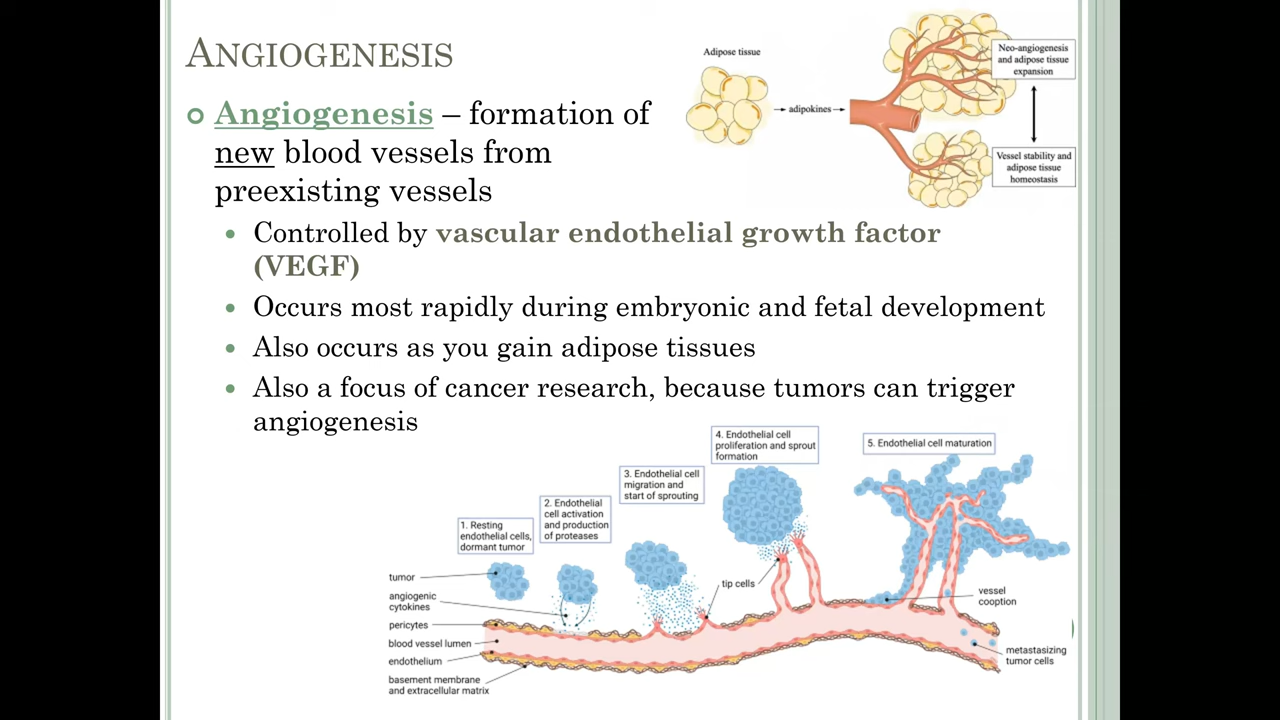 ANGIOGENESIS
Angiogenesis – formation of
new blood vessels from
preexisting vessels
Controlled by vascular endothelial growth factor
(VEGF)
Occurs most rapidly during embryonic and fetal development
Also occurs as you gain adipose tissues
Also a focus of cancer research, because tumors can trigger
angiogenesis
Adipose tissue
adipokines
Neo-angiogenesis
and adipose tissue
expansion
Vessel stability and
adipose tissue
homeostasis
1. Resting
endothelial cells,
dormant tumor
2. Endothelial
cell activation
and production
of proteases
3. Endothelial cell
migration and
start of sprouting
4. Endothelial cell
proliferation and sprout
formation
5. Endothelial cell maturation
tumor
angiogenic
cytokines
pericytes
blood vessel lumen
endothelium
basement membrane
and extracellular matrix
tip cells
vessel
cooption
metastasizing
tumor cells